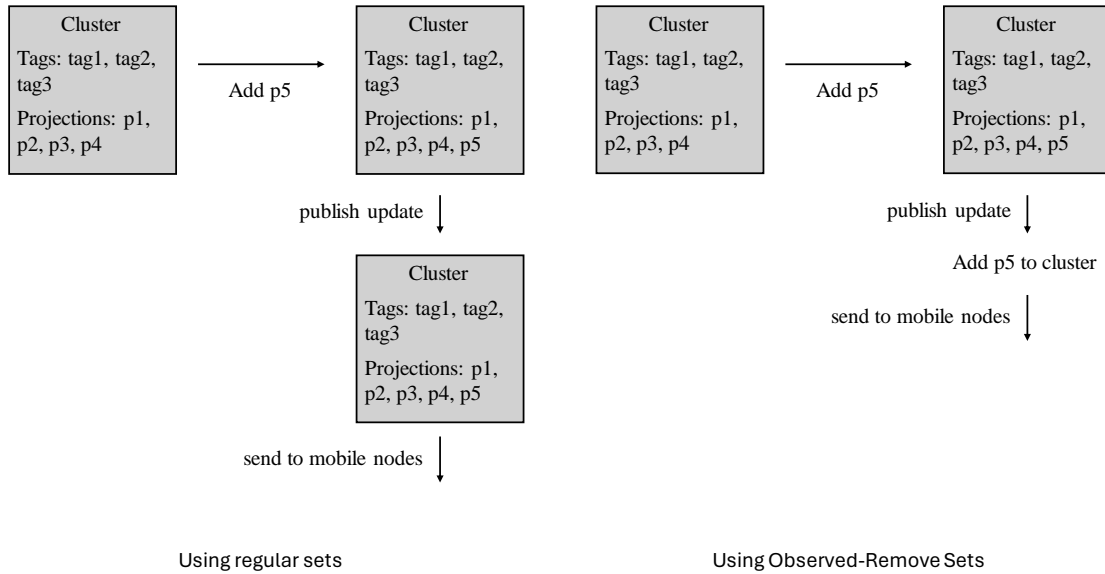 Cluster
Tags: tag1, tag2,
tag3
Projections: p1,
p2, p3, p4
Add p5
Cluster
Tags: tag1, tag2,
tag3
Projections: p1,
p2, p3, p4, p5
publish update
Cluster
Tags: tag1, tag2,
tag3
Projections: p1,
p2, p3, p4, p5
send to mobile nodes
Using regular sets
Cluster
Tags: tag1, tag2,
tag3
Projections: p1,
p2, p3, p4
Add p5
Cluster
Tags: tag1, tag2,
tag3
Projections: p1,
p2, p3, p4, p5
publish update
Add p5 to cluster
send to mobile nodes
Using Observed-Remove Sets